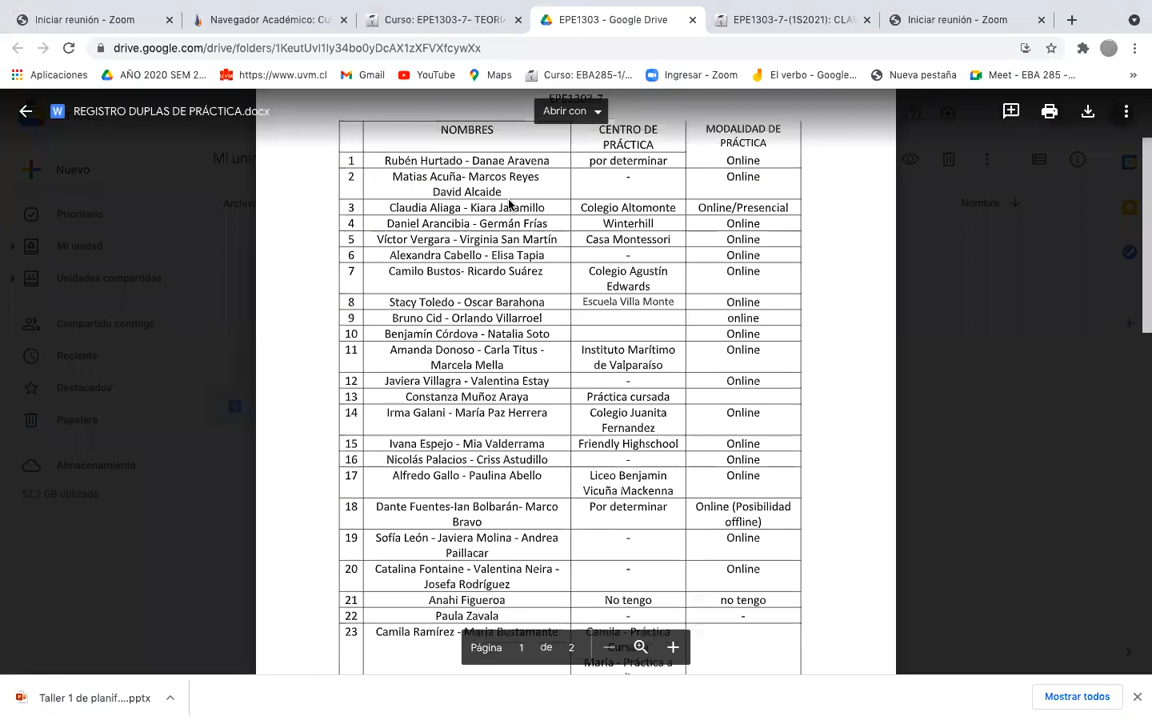 Iniciar reunión - Zoom
Navegador Académico: Cu
Curso: EPE1303-7- TEORI
EPE1303 - Google Drive
EPE1303-7-(1S2021): CLA
Iniciar reunión - Zoom
drive.google.com/drive/folders/1KeutUvl1ly34bo0yDcAX1zXFVXfcywXx
Aplicaciones
AÑO 2020 SEM 2...
https://www.uvm.cl
Gmail
YouTube
Maps
Curso: EBA285-1/...
Ingresar - Zoom
El verbo - Google...
Nueva pestaña
Meet - EBA 285 -...
REGISTRO DUPLAS DE PRÁCTICA.docx
EPE1303-7
Abrir con
Nuevo
Prioritario
Mi unidad
Unidades compartidas
Compartido conmigo
Reciente
Destacados
Papelera
Almacenamiento
52,2 GB utilizado
Mi uni
Archivo
Nombre
NOMBRES CENTRO DE PRÁCTICA MODALIDAD DE PRÁCTICA
1 Rubén Hurtado - Danae Aravena por determinar Online
2 Matias Acuña- Marcos Reyes - Online
David Alcaide
3 Claudia Aliaga - Kiara Jaramillo Colegio Altomonte Online/Presencial
4 Daniel Arancibia - Germán Frías Winterhill Online
5 Víctor Vergara - Virginia San Martín Casa Montessori Online
6 Alexandra Cabello - Elisa Tapia - Online
7 Camilo Bustos- Ricardo Suárez Colegio Agustín Online
Edwards
8 Stacy Toledo - Oscar Barahona Escuela Villa Monte Online
9 Bruno Cid - Orlando Villarroel online
10 Benjamín Córdova - Natalia Soto Online
11 Amanda Donoso - Carla Titus - Instituto Marítimo Online
Marcela Mella de Valparaíso
12 Javiera Villagra - Valentina Estay - Online
13 Constanza Muñoz Araya Práctica cursada
14 Irma Galani - María Paz Herrera Colegio Juanita Online
Fernandez
15 Ivana Espejo - Mia Valderrama Friendly Highschool Online
16 Nicolás Palacios - Criss Astudillo - Online
17 Alfredo Gallo - Paulina Abello Liceo Benjamin Online
Vicuña Mackenna
18 Dante Fuentes-Ian Bolbarán- Marco Por determinar Online (Posibilidad
Bravo offline)
19 Sofía León - Javiera Molina - Andrea - Online
Paillacar
20 Catalina Fontaine - Valentina Neira - - Online
Josefa Rodríguez
21 Anahi Figueroa No tengo no tengo
22 Paula Zavala - -
23 Camila Ramírez - María Bustamante Camila - Práctica
Cursada
María - Práctica a
Página 1 de 2
Taller 1 de planif....pptx
Mostrar todos